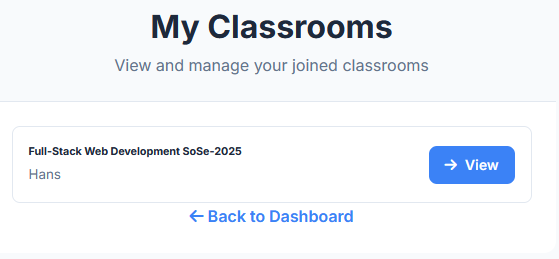 My Classrooms
View and manage your joined classrooms
Full-Stack Web Development SoSe-2025
Hans
→ View
← Back to Dashboard